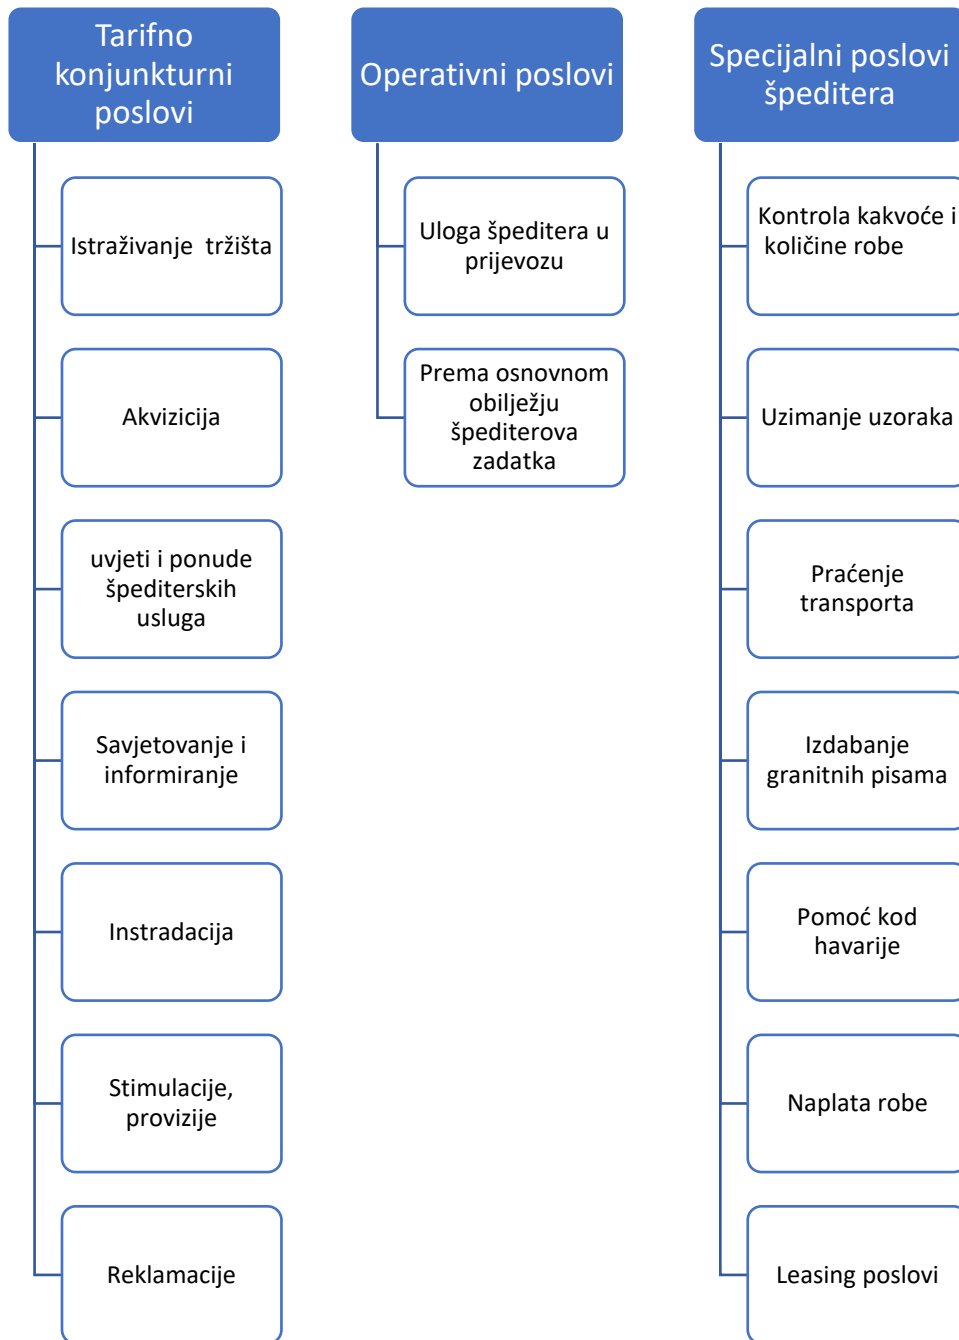 Tarifno
konjunkturni
poslovi
Istraživanje  tržišta
Akvizicija
uvjeti i ponude
špediterskih
usluga
Savjetovanje i
informiranje
Instradacija
Stimulacije,
provizije
Reklamacije
Operativni poslovi
Uloga špeditera u
prijevozu
Prema osnovnom
obilježju
špediterova
zadatka
Specijalni poslovi
špeditera
Kontrola kakvoće i
količine robe
Uzimanje uzoraka
Praćenje
transporta
Izdabanje
granitnih pisama
Pomoć kod
havarije
Naplata robe
Leasing poslovi